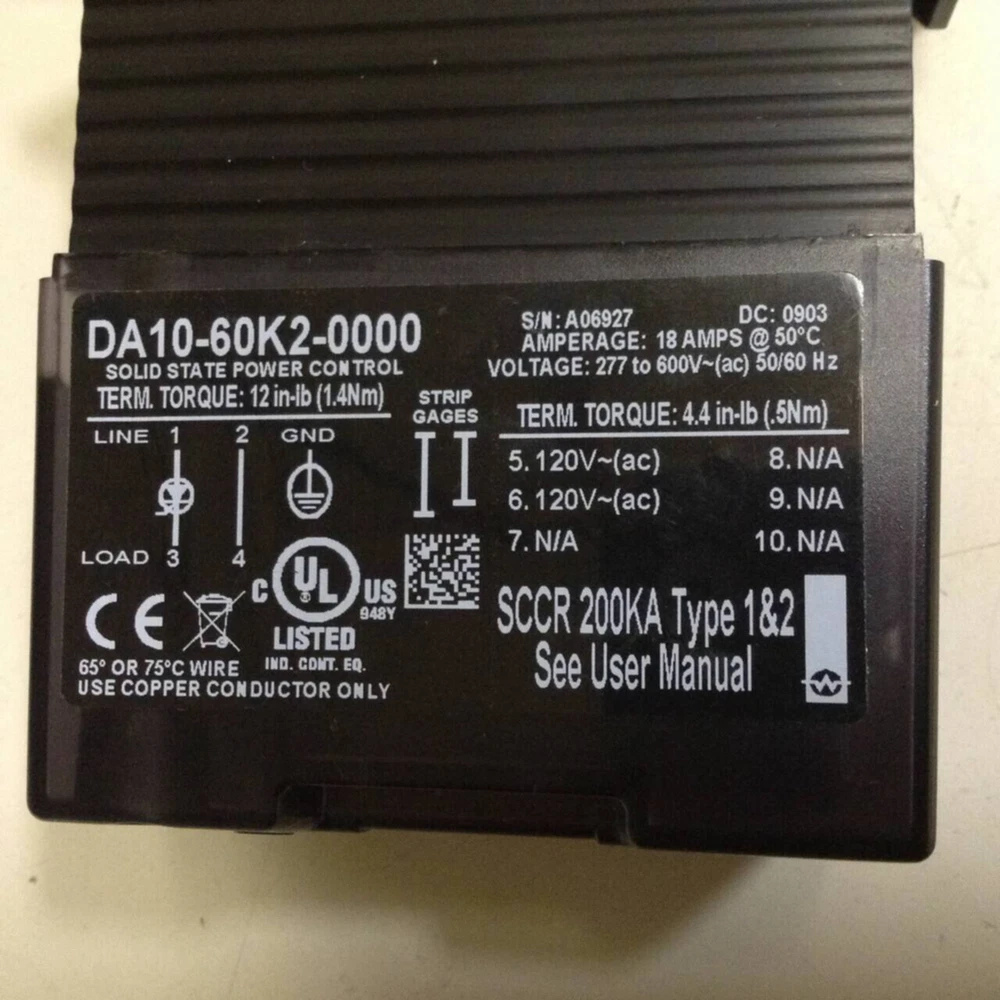 DA10-60K2-0000
SOLID STATE POWER CONTROL
TERM. TORQUE: 12 in-lb (1.4Nm)
LINE 1 2 GND
LOAD 3 4
STRIP
GAGES
S/N: A06927 DC: 0903
AMPERAGE: 18 AMPS @ 50°C
VOLTAGE: 277 to 600V~(ac) 50/60 Hz
TERM. TORQUE: 4.4 in-lb (.5Nm)
5. 120V~(ac) 8. N/A
6. 120V~(ac) 9. N/A
7. N/A 10. N/A
CE
C UL US
948Y
LISTED
IND. CONT. EQ.
65° OR 75°C WIRE
USE COPPER CONDUCTOR ONLY
SCCR 200KA Type 1&2
See User Manual